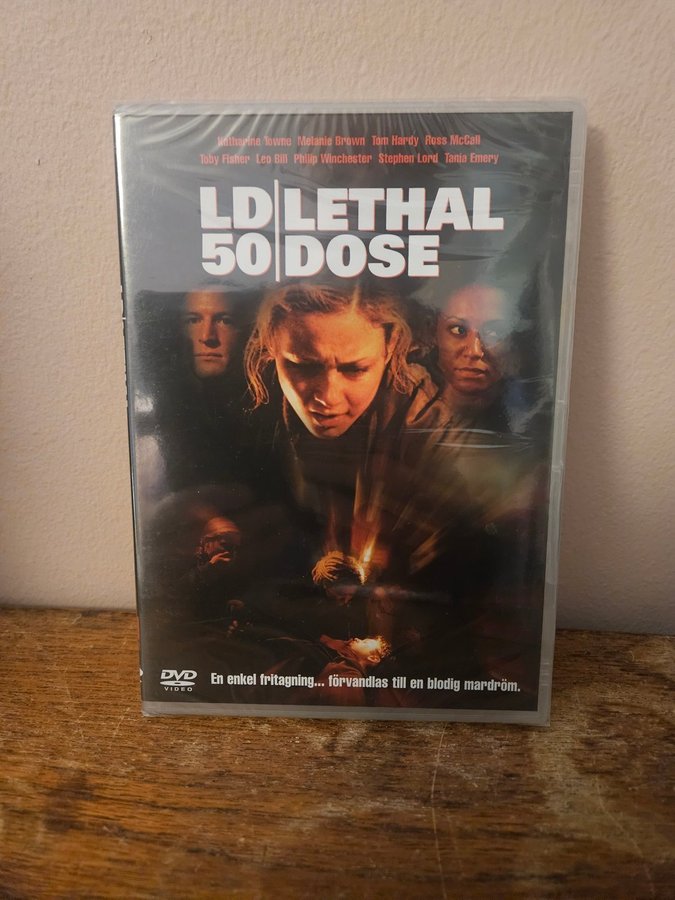 Katharine Towne Melanie Brown Tom Hardy Ross McCall
Toby Fisher Leo Bill Philip Winchester Stephen Lord Tania Emery
LD LETHAL
50 DOSE
DVD
VIDEO
En enkel fritagning... förvandlas till en blodig mardröm.